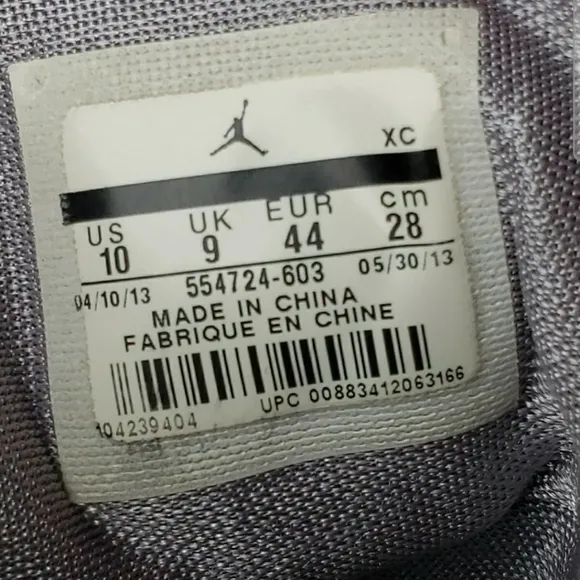 XC
US UK EUR cm
10 9 44 28
04/10/13 554724-603 05/30/13
MADE IN CHINA
FABRIQUE EN CHINE
104239404 UPC 00883412063166